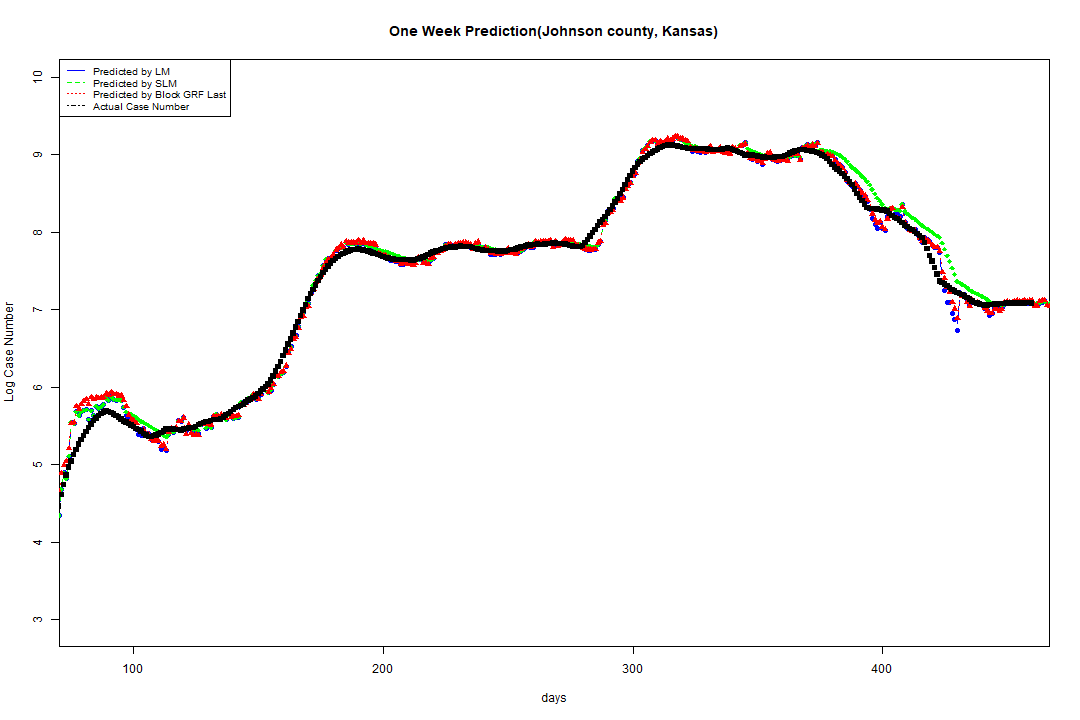 One Week Prediction(Johnson county, Kansas)
Predicted by LM
Predicted by SLM
Predicted by Block GRF Last
Actual Case Number
10
9
8
7
6
5
4
3
Log Case Number
100 200 300 400
days